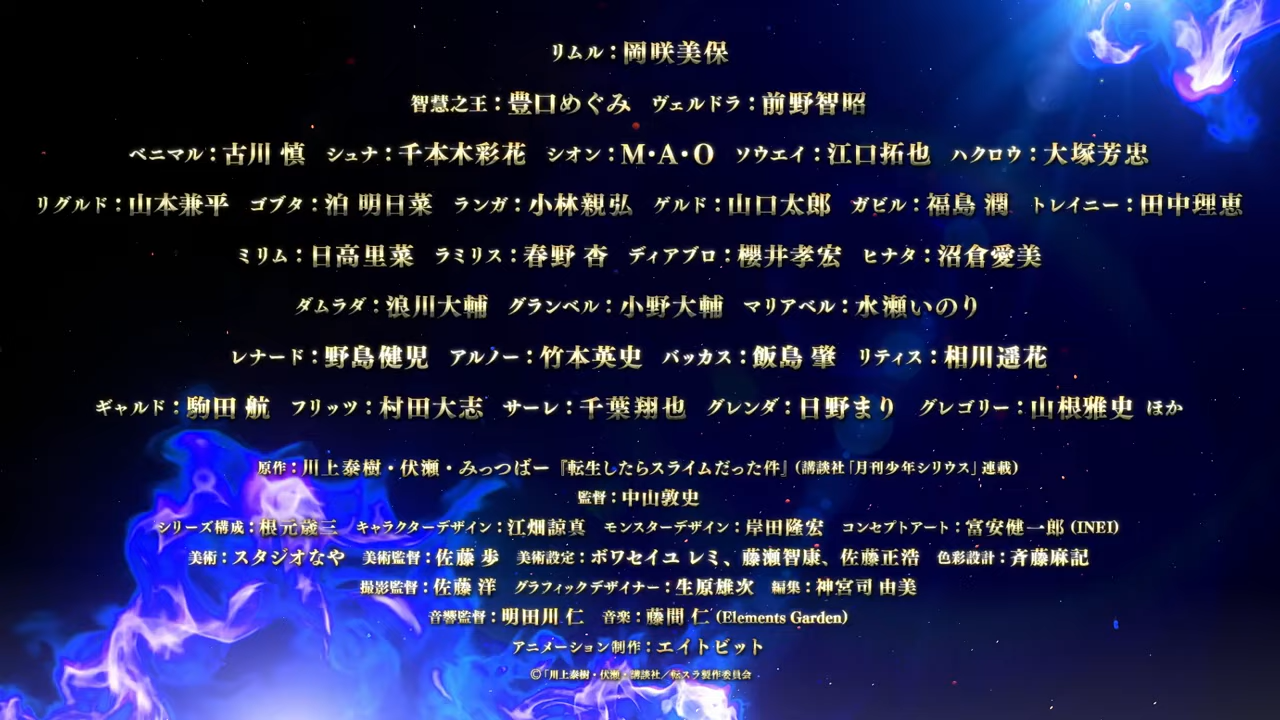 リムル：岡咲美保
智慧之王：豊口めぐみ　ヴェルドラ：前野智昭
ベニマル：古川 慎　シュナ：千本木彩花　シオン：M・A・O　ソウエイ：江口拓也　ハクロウ：大塚芳忠
リグルド：山本兼平　ゴブタ：泊 明日菜　ランガ：小林親弘　ゲルド：山口太郎　ガビル：福島 潤　トレイニー：田中理恵
ミリム：日高里菜　ラミリス：春野 杏　ディアブロ：櫻井孝宏　ヒナタ：沼倉愛美
ダムラダ：浪川大輔　グランベル：小野大輔　マリアベル：水瀬いのり
レナード：野島健児　アルノー：竹本英史　バッカス：飯島 肇　リティス：相川遥花
ギャルド：駒田 航　フリッツ：村田大志　サーレ：千葉翔也　グレンダ：日野まり　グレゴリー：山根雅史 ほか
原作：川上泰樹・伏瀬・みっつばー『転生したらスライムだった件』（講談社「月刊少年シリウス」連載）
監督：中山敦史
シリーズ構成：根元歳三　キャラクターデザイン：江畑諒真　モンスターデザイン：岸田隆宏　コンセプトアート：富安健一郎（INEI）
美術：スタジオなや　美術監督：佐藤 歩　美術設定：ボワセイユ レミ、藤瀬智康、佐藤正浩　色彩設計：斉藤麻記
撮影監督：佐藤 洋　グラフィックデザイナー：生原雄次　編集：神宮司 由美
音響監督：明田川 仁　音楽：藤間 仁（Elements Garden）
アニメーション制作：エイトビット
©「川上泰樹・伏瀬・講談社／転スラ製作委員会